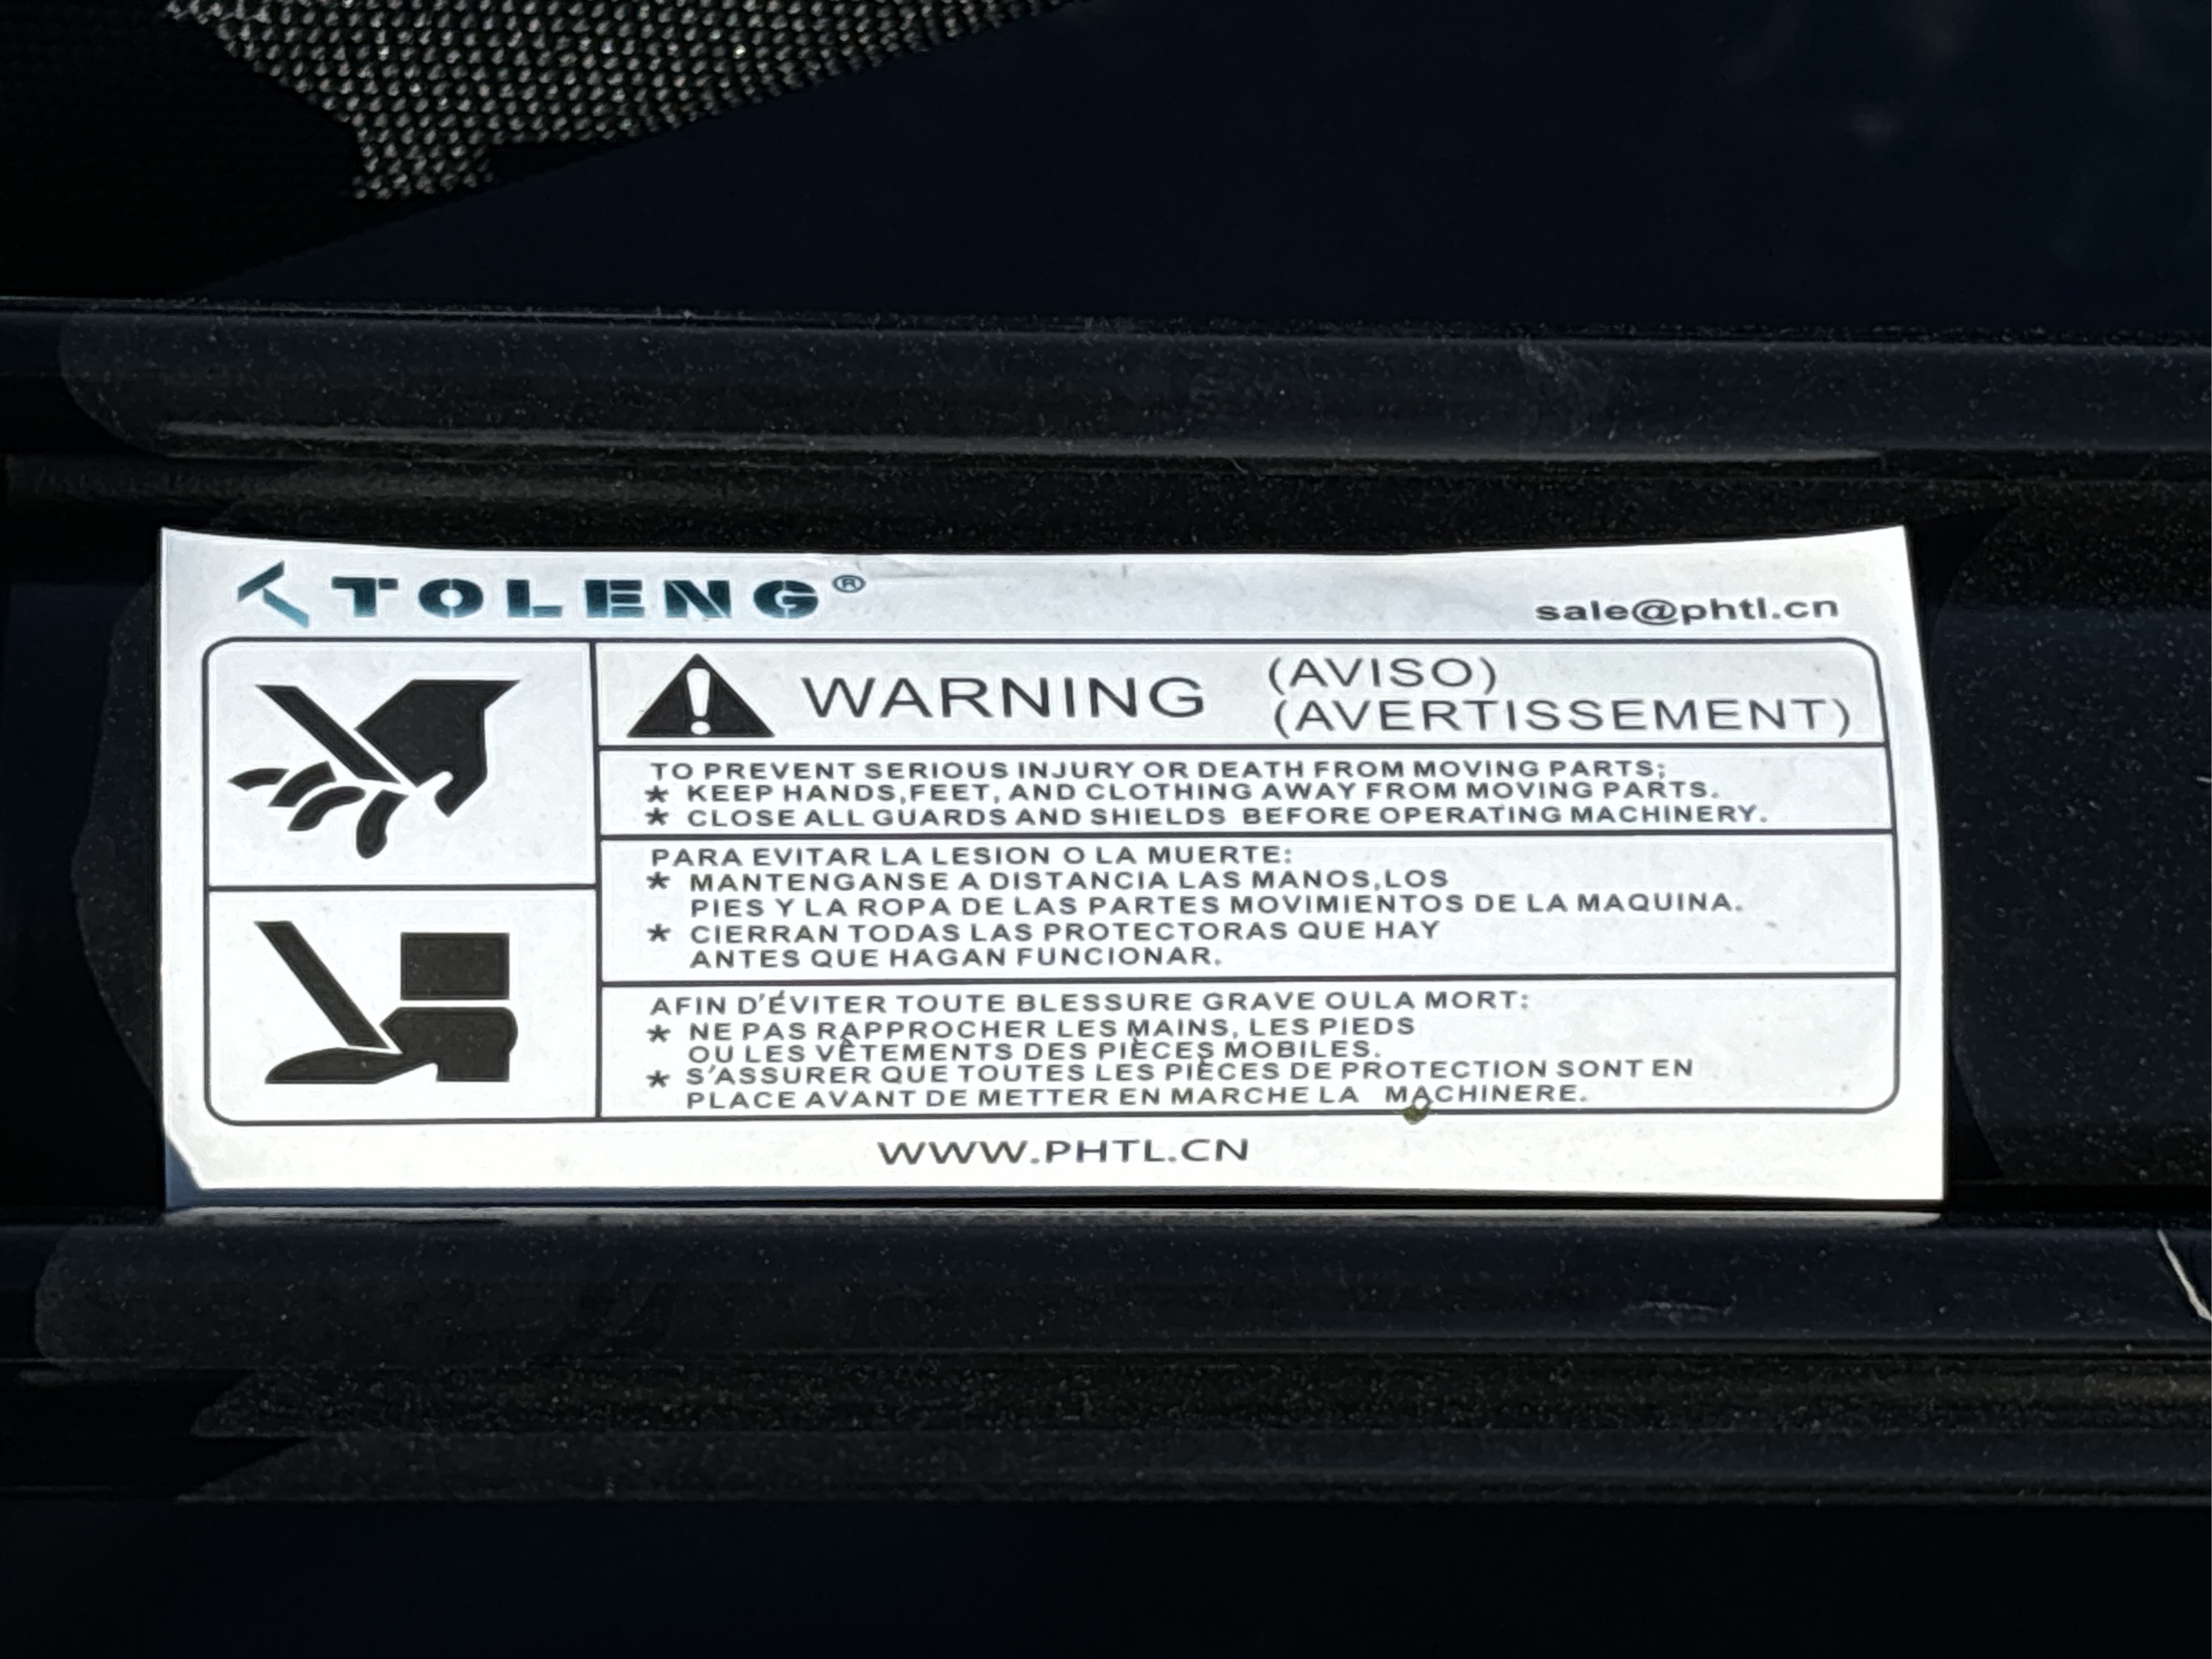 TOLENG®
sale@phtl.cn
WARNING
(AVISO)
(AVERTISSEMENT)
TO PREVENT SERIOUS INJURY OR DEATH FROM MOVING PARTS;
* KEEP HANDS,FEET, AND CLOTHING AWAY FROM MOVING PARTS.
* CLOSE ALL GUARDS AND SHIELDS BEFORE OPERATING MACHINERY.
PARA EVITAR LA LESION O LA MUERTE:
* MANTENGANSE A DISTANCIA LAS MANOS,LOS
PIES Y LA ROPA DE LAS PARTES MOVIMIENTOS DE LA MAQUINA.
* CIERRAN TODAS LAS PROTECTORAS QUE HAY
ANTES QUE HAGAN FUNCIONAR.
AFIN D'ÉVITER TOUTE BLESSURE GRAVE OULA MORT:
* NE PAS RAPPROCHER LES MAINS, LES PIEDS
OU LES VÊTEMENTS DES PIÈCES MOBILES.
* S'ASSURER QUE TOUTES LES PIÈCES DE PROTECTION SONT EN
PLACE AVANT DE METTER EN MARCHE LA MACHINERE.
WWW.PHTL.CN